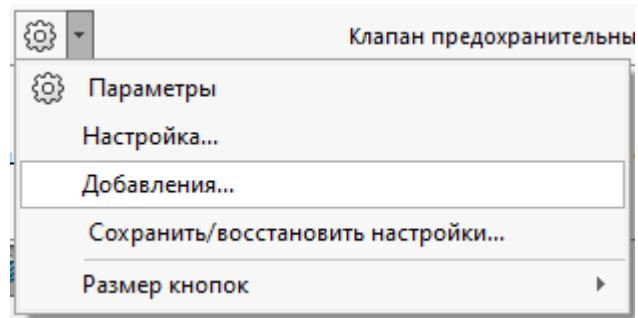 Клапан предохранительны
Параметры
Настройка...
Добавления...
Сохранить/восстановить настройки...
Размер кнопок